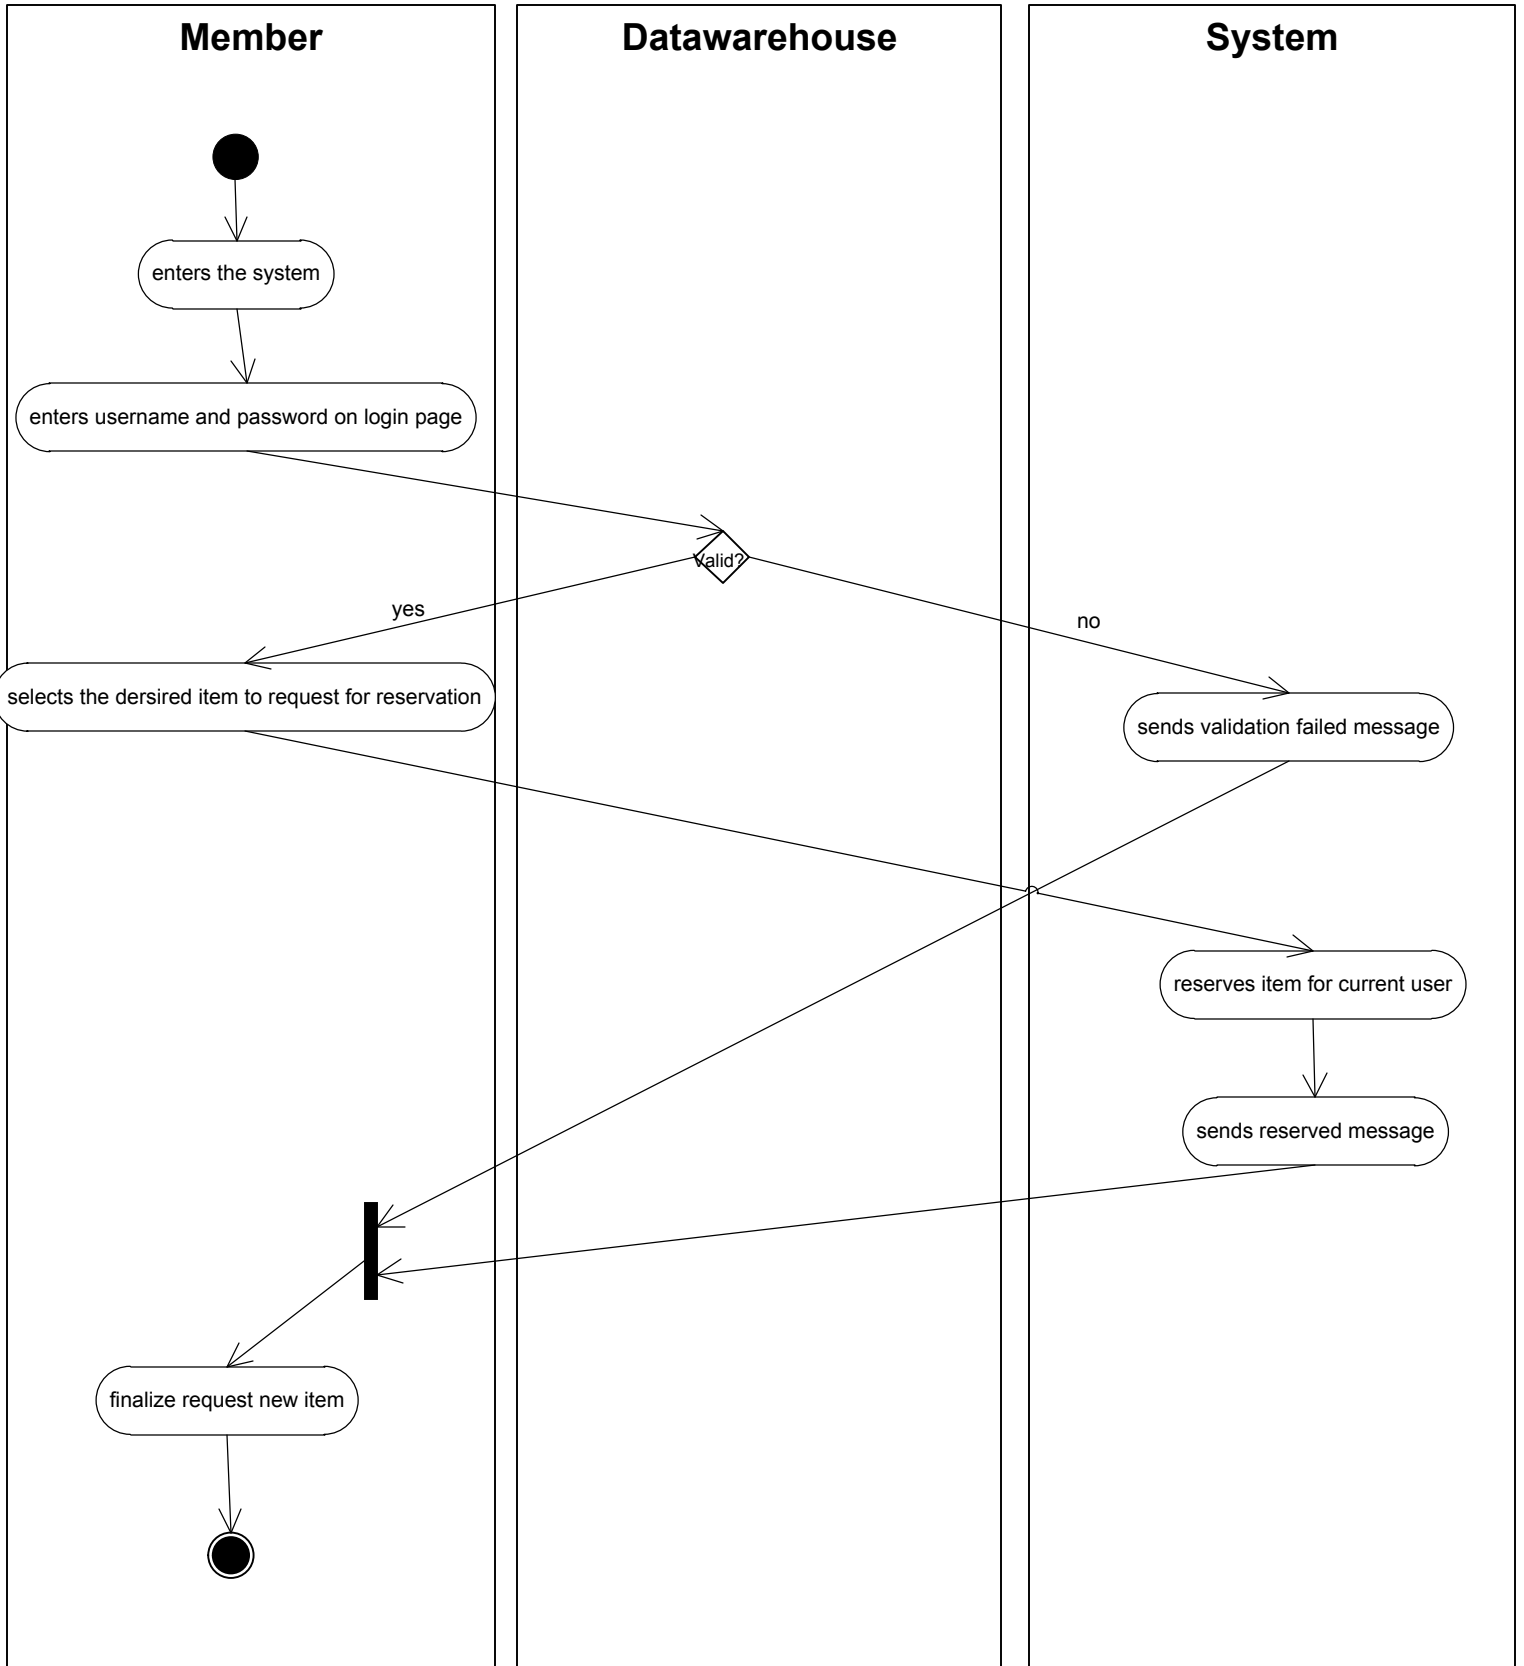 Member
Datawarehouse
System
enters the system
enters username and password on login page
Valid?
yes
no
selects the dersired item to request for reservation
sends validation failed message
reserves item for current user
sends reserved message
finalize request new item